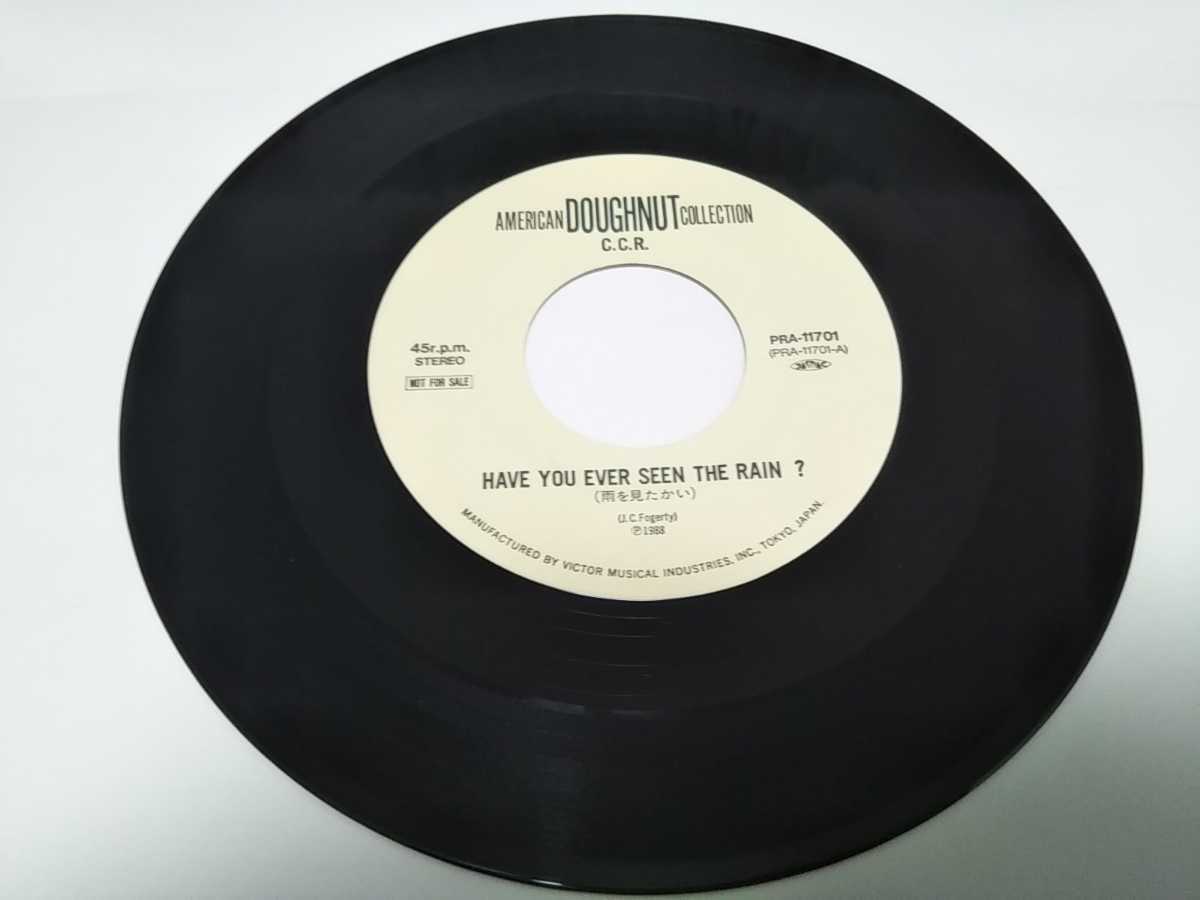 AMERICAN DOUGHNUT COLLECTION
C.C.R.
45r.p.m.
STEREO
NOT FOR SALE
PRA-11701
(PRA-11701-A)
HAVE YOU EVER SEEN THE RAIN ?
(雨を見たかい)
(J.C.Fogerty)
Ⓟ1988
MANUFACTURED BY VICTOR MUSICAL INDUSTRIES, INC., TOKYO, JAPAN.